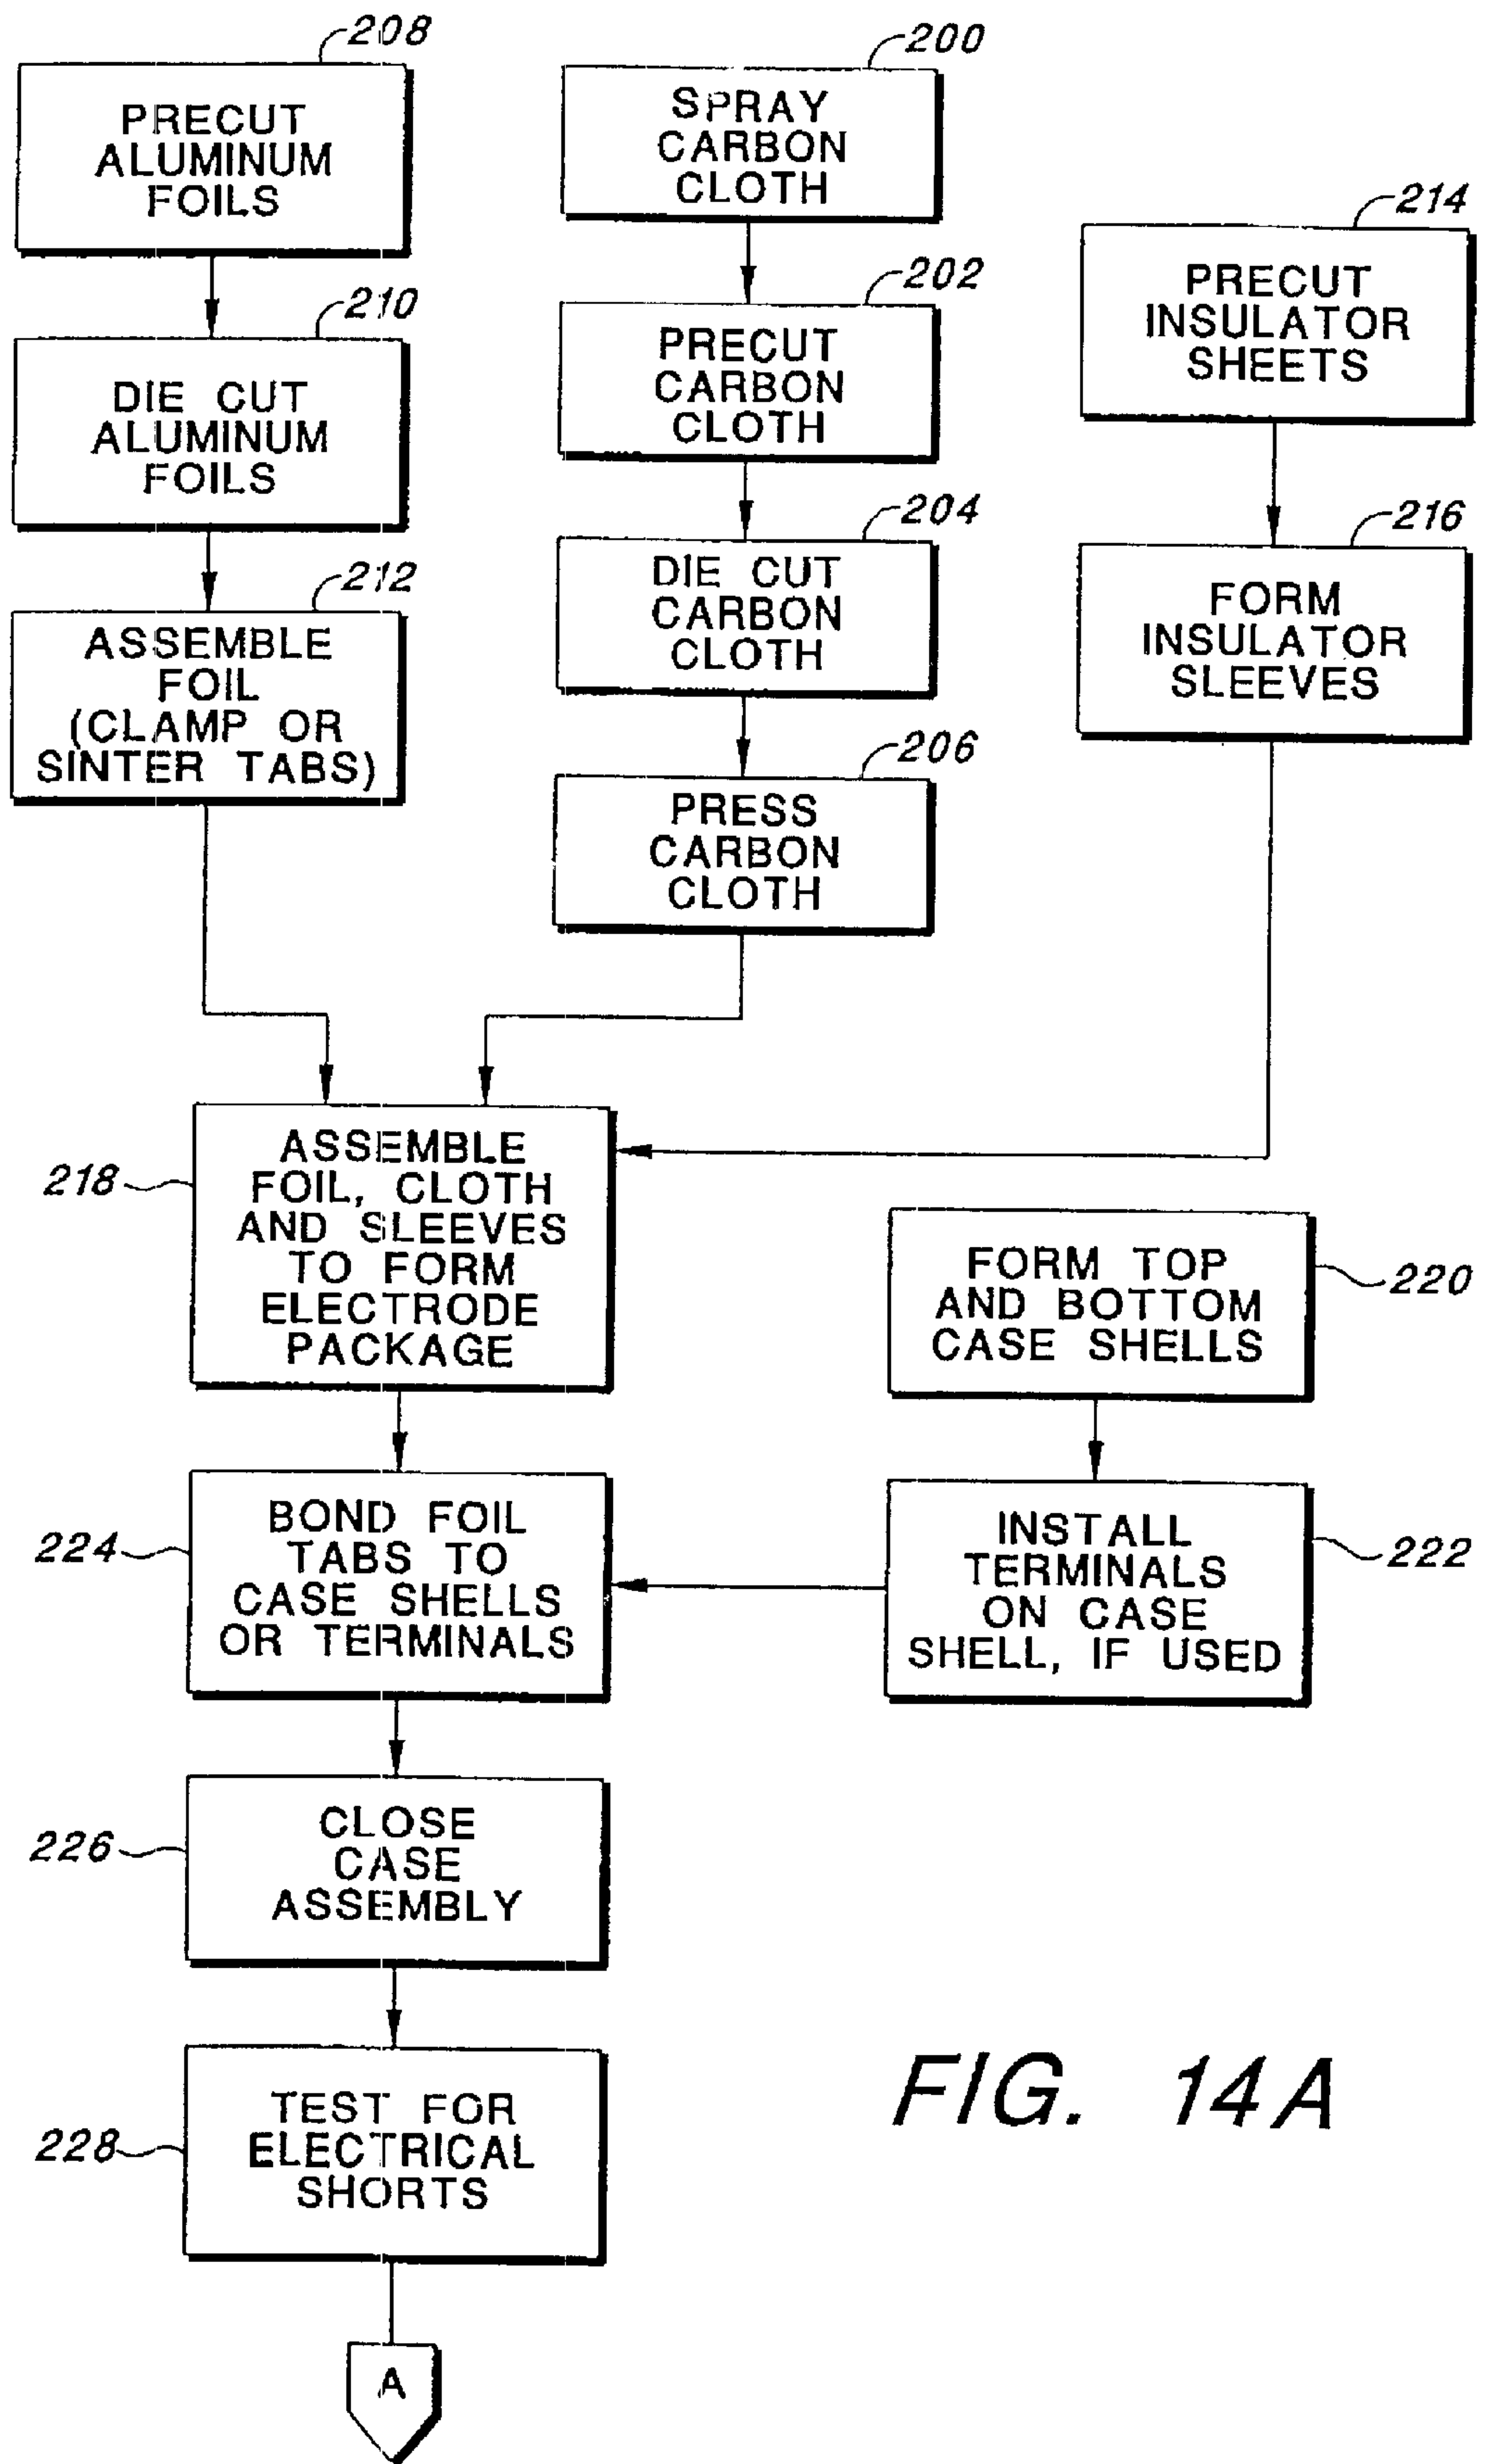 208
PRECUT
ALUMINUM
FOILS
200
SPRAY
CARBON
CLOTH
214
PRECUT
INSULATOR
SHEETS
210
DIE CUT
ALUMINUM
FOILS
202
PRECUT
CARBON
CLOTH
204
DIE CUT
CARBON
CLOTH
216
FORM
INSULATOR
SLEEVES
212
ASSEMBLE
FOIL
(CLAMP OR
SINTER TABS)
206
PRESS
CARBON
CLOTH
218
ASSEMBLE
FOIL, CLOTH
AND SLEEVES
TO FORM
ELECTRODE
PACKAGE
220
FORM TOP
AND BOTTOM
CASE SHELLS
224
BOND FOIL
TABS TO
CASE SHELLS
OR TERMINALS
222
INSTALL
TERMINALS
ON CASE
SHELL, IF USED
226
CLOSE
CASE
ASSEMBLY
228
TEST FOR
ELECTRICAL
SHORTS
A
FIG. 14A